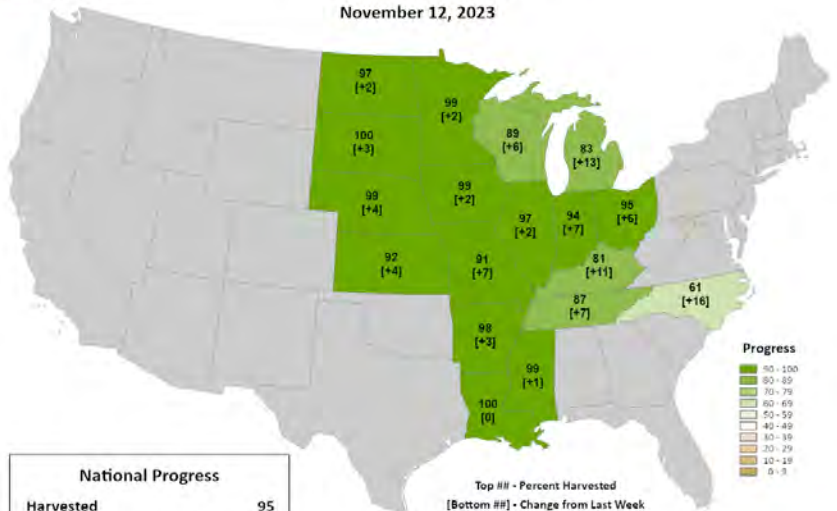 November 12, 2023
97
[+2]
99
[+2]
100
[+3]
89
[+6]
83
[+13]
99
[+4]
99
[+2]
97
[+2]
94
[+7]
95
[+6]
92
[+4]
91
[+7]
81
[+11]
87
[+7]
61
[+16]
98
[+3]
99
[+1]
100
[0]
Progress
90 - 100
80 - 89
70 - 79
60 - 69
50 - 59
40 - 49
30 - 39
20 - 29
10 - 19
National Progress
Harvested 95
Top ## - Percent Harvested
[Bottom ##] - Change from Last Week